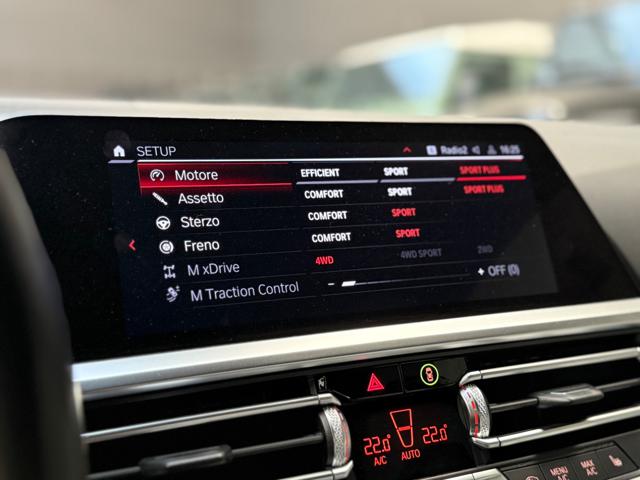 SETUP Radio2 16:25
Motore EFFICIENT SPORT SPORT PLUS
Assetto COMFORT SPORT SPORT PLUS
Sterzo COMFORT SPORT
Freno COMFORT SPORT
M xDrive 4WD 4WD SPORT 2WD
M Traction Control - + OFF (0)
22.0° 22.0°
A/C AUTO
MENU A/C MAX A/C